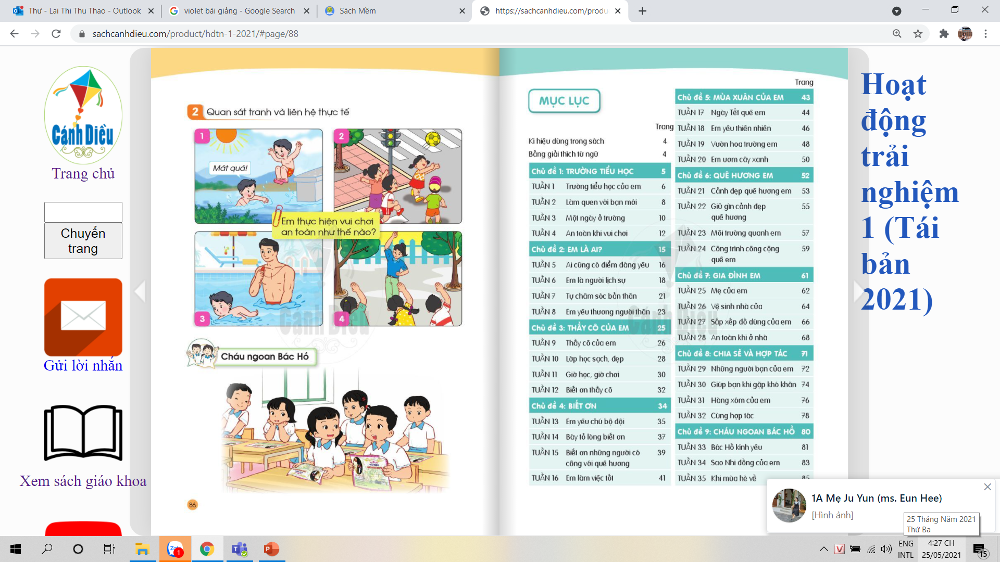 Thư - Lai Thi Thu Thao - Outlook
violet bài giảng - Google Search
Sách Mềm
https://sachcanhdieu.com/produ
sachcanhdieu.com/product/hdtn-1-2021/#page/88
Cánh Diều
Trang chủ
Chuyển
trang
Gửi lời nhắn
Xem sách giáo khoa
2 Quan sát tranh và liên hệ thực tế
1
Mát quá!
2
Em thực hiện vui chơi
an toàn như thế nào?
3
4
Cháu ngoan Bác Hồ
86
Cánh Diều
MỤC LỤC
Trang
Kí hiệu dùng trong sách 4
Bảng giải thích từ ngữ 4
Chủ đề 1: TRƯỜNG TIỂU HỌC 5
TUẦN 1 Trường tiểu học của em 6
TUẦN 2 Làm quen với bạn mới 8
TUẦN 3 Một ngày ở trường 10
TUẦN 4 An toàn khi vui chơi 12
Chủ đề 2: EM LÀ AI? 15
TUẦN 5 Ai cũng có điểm đáng yêu 16
TUẦN 6 Em là người lịch sự 18
TUẦN 7 Tự chăm sóc bản thân 21
TUẦN 8 Em yêu thương người thân 23
Chủ đề 3: THẦY CÔ CỦA EM 25
TUẦN 9 Thầy cô của em 26
TUẦN 10 Lớp học sạch, đẹp 28
TUẦN 11 Giờ học, giờ chơi 30
TUẦN 12 Biết ơn thầy cô 32
Chủ đề 4: BIẾT ƠN 34
TUẦN 13 Em yêu chú bộ đội 35
TUẦN 14 Bày tỏ lòng biết ơn 37
TUẦN 15 Biết ơn những người có 39
công với quê hương
TUẦN 16 Em làm việc tốt 41
Trang
Chủ đề 5: MÙA XUÂN CỦA EM 43
TUẦN 17 Ngày Tết quê em 44
TUẦN 18 Em yêu thiên nhiên 46
TUẦN 19 Vườn hoa trường em 48
TUẦN 20 Em ươm cây xanh 50
Chủ đề 6: QUÊ HƯƠNG EM 52
TUẦN 21 Cảnh đẹp quê hương em 53
TUẦN 22 Giữ gìn cảnh đẹp 55
quê hương
TUẦN 23 Môi trường quanh em 57
TUẦN 24 Công trình công cộng 59
quê em
Chủ đề 7: GIA ĐÌNH EM 61
TUẦN 25 Mẹ của em 62
TUẦN 26 Vệ sinh nhà cửa 64
TUẦN 27 Sắp xếp đồ dùng của em 66
TUẦN 28 An toàn khi ở nhà 68
Chủ đề 8: CHIA SẺ VÀ HỢP TÁC 71
TUẦN 29 Những người bạn của em 72
TUẦN 30 Giúp bạn khi gặp khó khăn 74
TUẦN 31 Hàng xóm của em 76
TUẦN 32 Cùng hợp tác 78
Chủ đề 9: CHÁU NGOAN BÁC HỒ 80
TUẦN 33 Bác Hồ kính yêu 81
TUẦN 34 Sao Nhi đồng của em 83
TUẦN 35 Khi mùa hè về 85
Cánh Diều
Hoạt
động
trải
nghiệm
1 (Tái
bản
2021)
1A Mẹ Ju Yun (ms. Eun Hee)
[Hình ảnh]
25 Tháng Năm 2021
Thứ Ba
Zalo
1
ENG
INTL
4:27 CH
25/05/2021
15